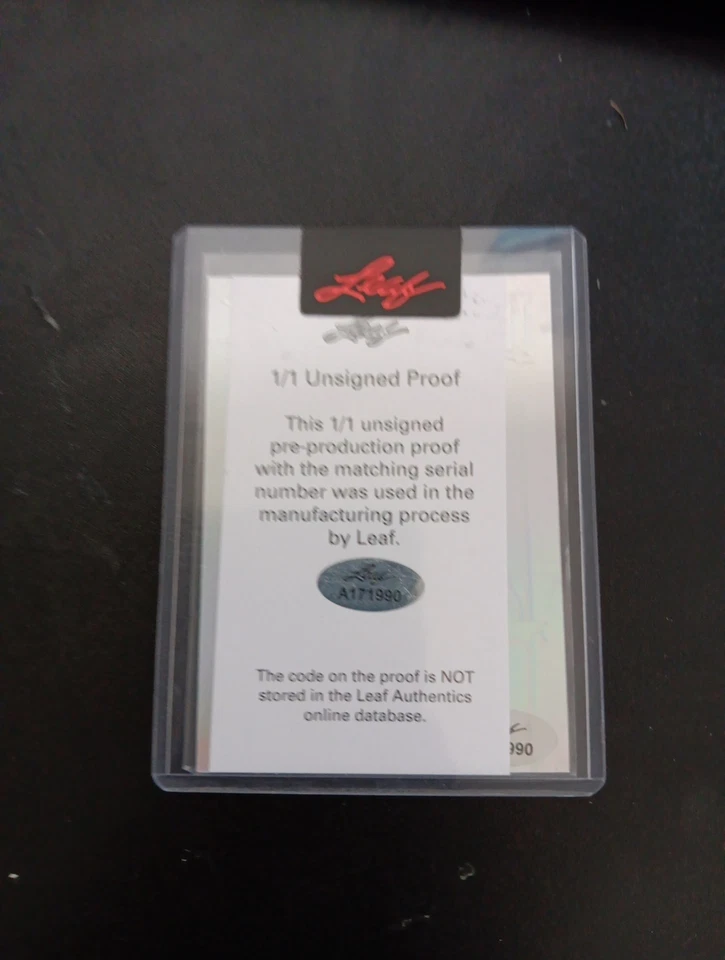 Leaf
Leaf
1/1 Unsigned Proof
This 1/1 unsigned
pre-production proof
with the matching serial
number was used in the
manufacturing process
by Leaf.
Leaf
A171990
The code on the proof is NOT
stored in the Leaf Authentics
online database.
990